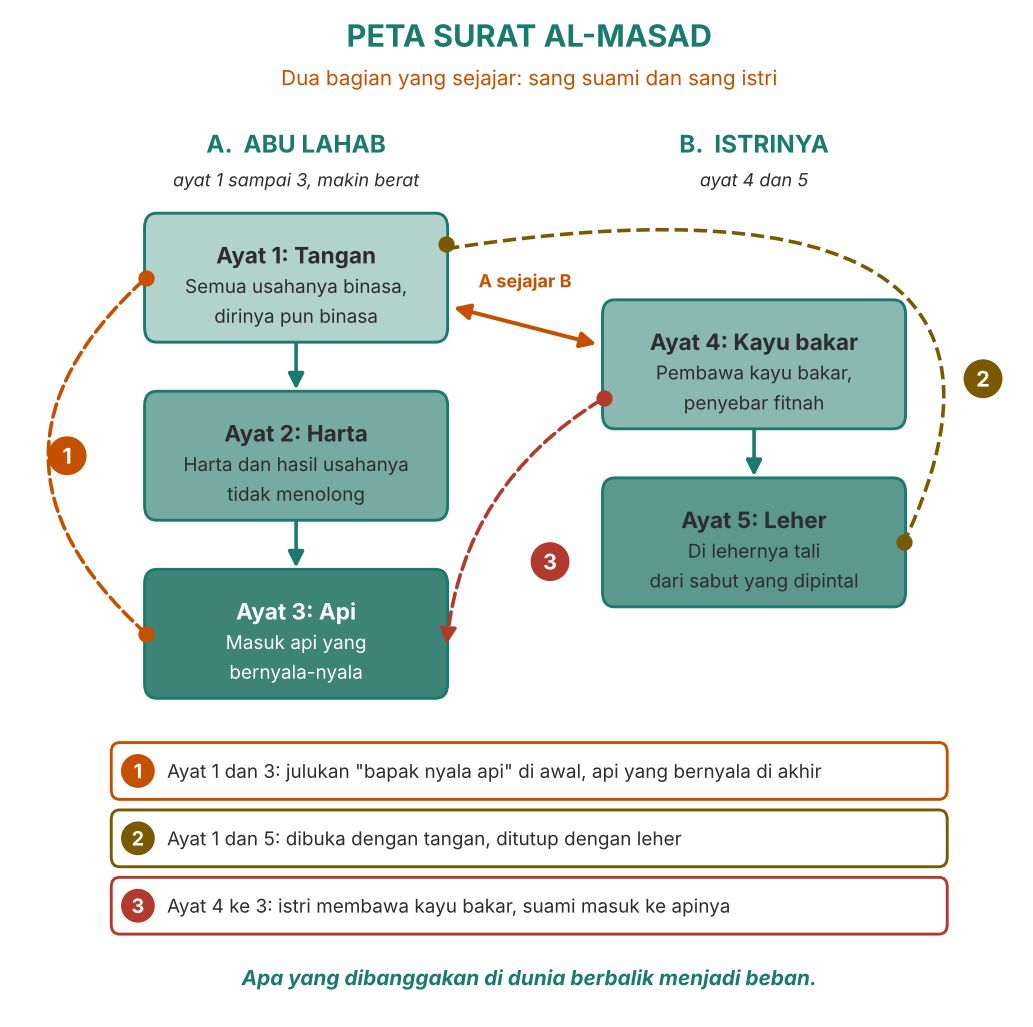 PETA SURAT AL-MASAD
Dua bagian yang sejajar: sang suami dan sang istri
A. ABU LAHAB
ayat 1 sampai 3, makin berat
B. ISTRINYA
ayat 4 dan 5
Ayat 1: Tangan
Semua usahanya binasa,
dirinya pun binasa
A sejajar B
Ayat 4: Kayu bakar
Pembawa kayu bakar,
penyebar fitnah
2
Ayat 2: Harta
Harta dan hasil usahanya
tidak menolong
1
Ayat 5: Leher
Di lehernya tali
dari sabut yang dipintal
3
Ayat 3: Api
Masuk api yang
bernyala-nyala
1 Ayat 1 dan 3: julukan "bapak nyala api" di awal, api yang bernyala di akhir
2 Ayat 1 dan 5: dibuka dengan tangan, ditutup dengan leher
3 Ayat 4 ke 3: istri membawa kayu bakar, suami masuk ke apinya
Apa yang dibanggakan di dunia berbalik menjadi beban.